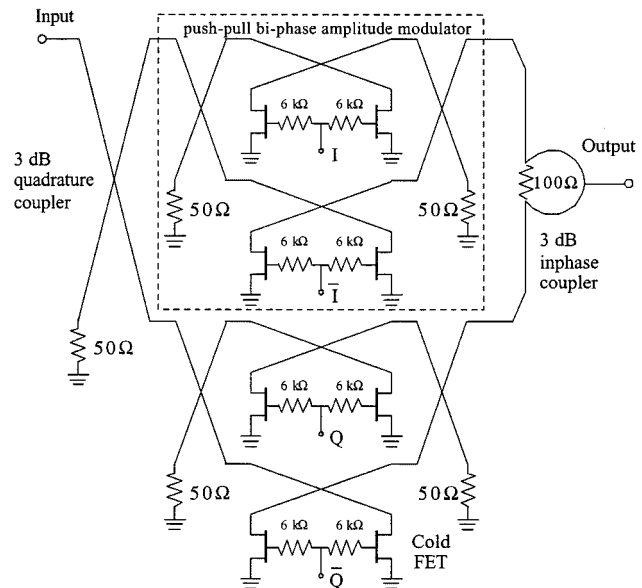 Input
push-pull bi-phase amplitude modulator
6 kΩ 6 kΩ
I
3 dB
quadrature
coupler
50Ω
50Ω
Output
100Ω
3 dB
inphase
coupler
6 kΩ 6 kΩ
I̅
50Ω
6 kΩ 6 kΩ
Q
50Ω
50Ω
6 kΩ 6 kΩ
Q̅
Cold
FET